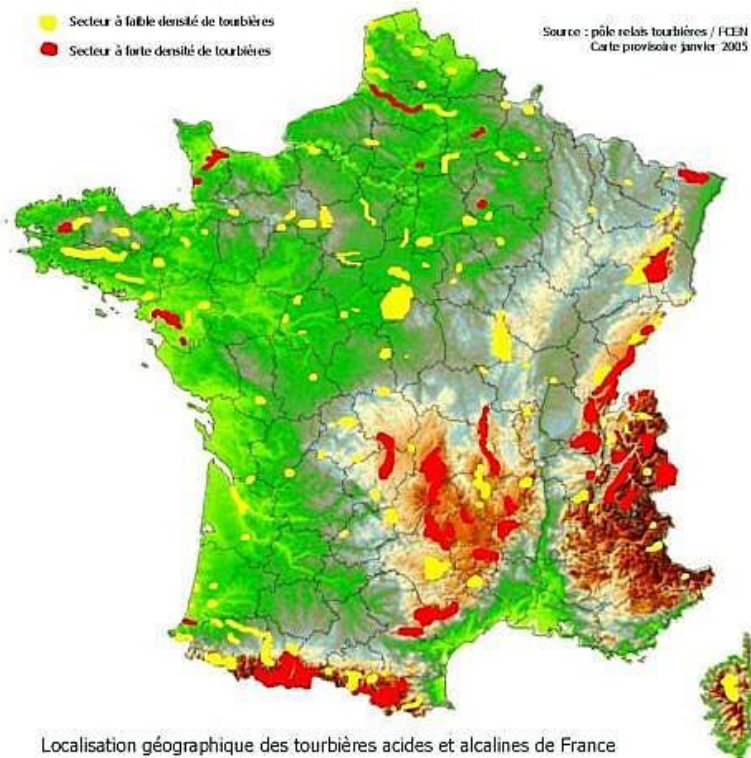 Secteur à faible densité de tourbières
Secteur à forte densité de tourbières
Source : pôle relais tourbières / FCEN
Carte provisoire janvier 2005
Localisation géographique des tourbières acides et alcalines de France